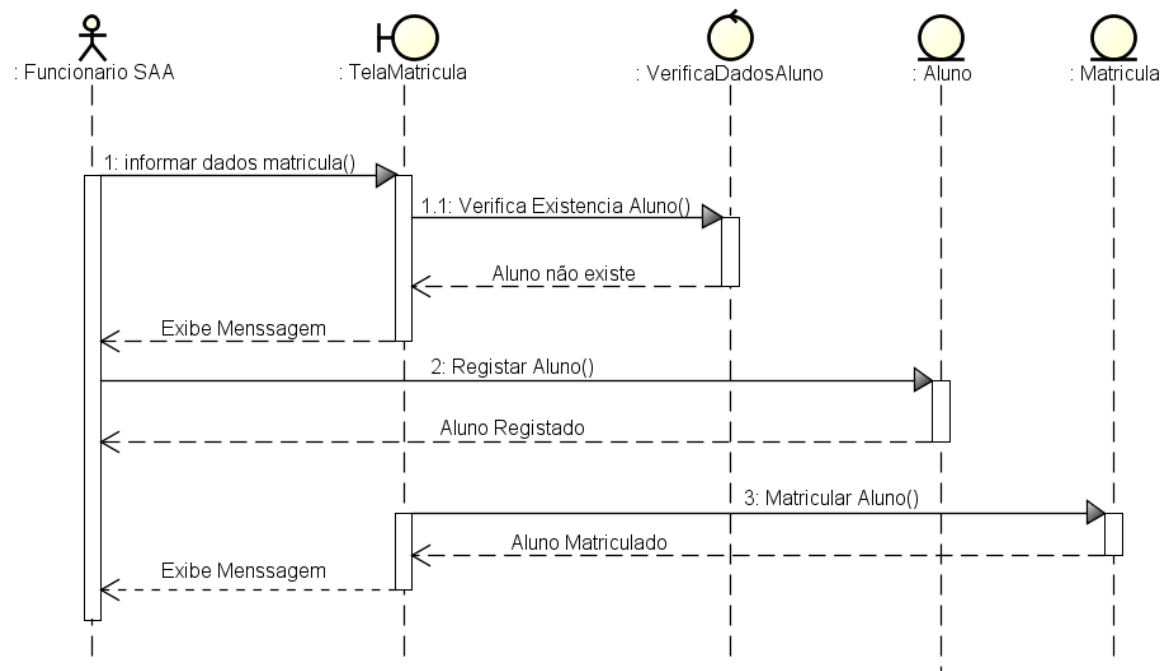 : Funcionario SAA
: TelaMatricula
: VerificaDadosAluno
: Aluno
: Matricula
1: informar dados matricula()
1.1: Verifica Existencia Aluno()
Aluno não existe
Exibe Menssagem
2: Registar Aluno()
Aluno Registado
3: Matricular Aluno()
Aluno Matriculado
Exibe Menssagem